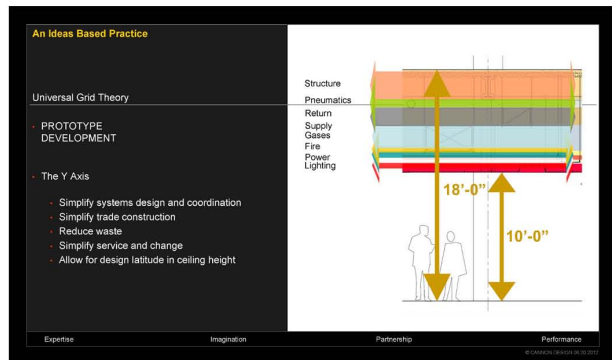 An Ideas Based Practice
Universal Grid Theory
• PROTOTYPE
DEVELOPMENT
• The Y Axis
• Simplify systems design and coordination
• Simplify trade construction
• Reduce waste
• Simplify service and change
• Allow for design latitude in ceiling height
Structure
Pneumatics
Return
Supply
Gases
Fire
Power
Lighting
18'-0"
10'-0"
Expertise
Imagination
Partnership
Performance
© CANNON DESIGN 06.20.2012